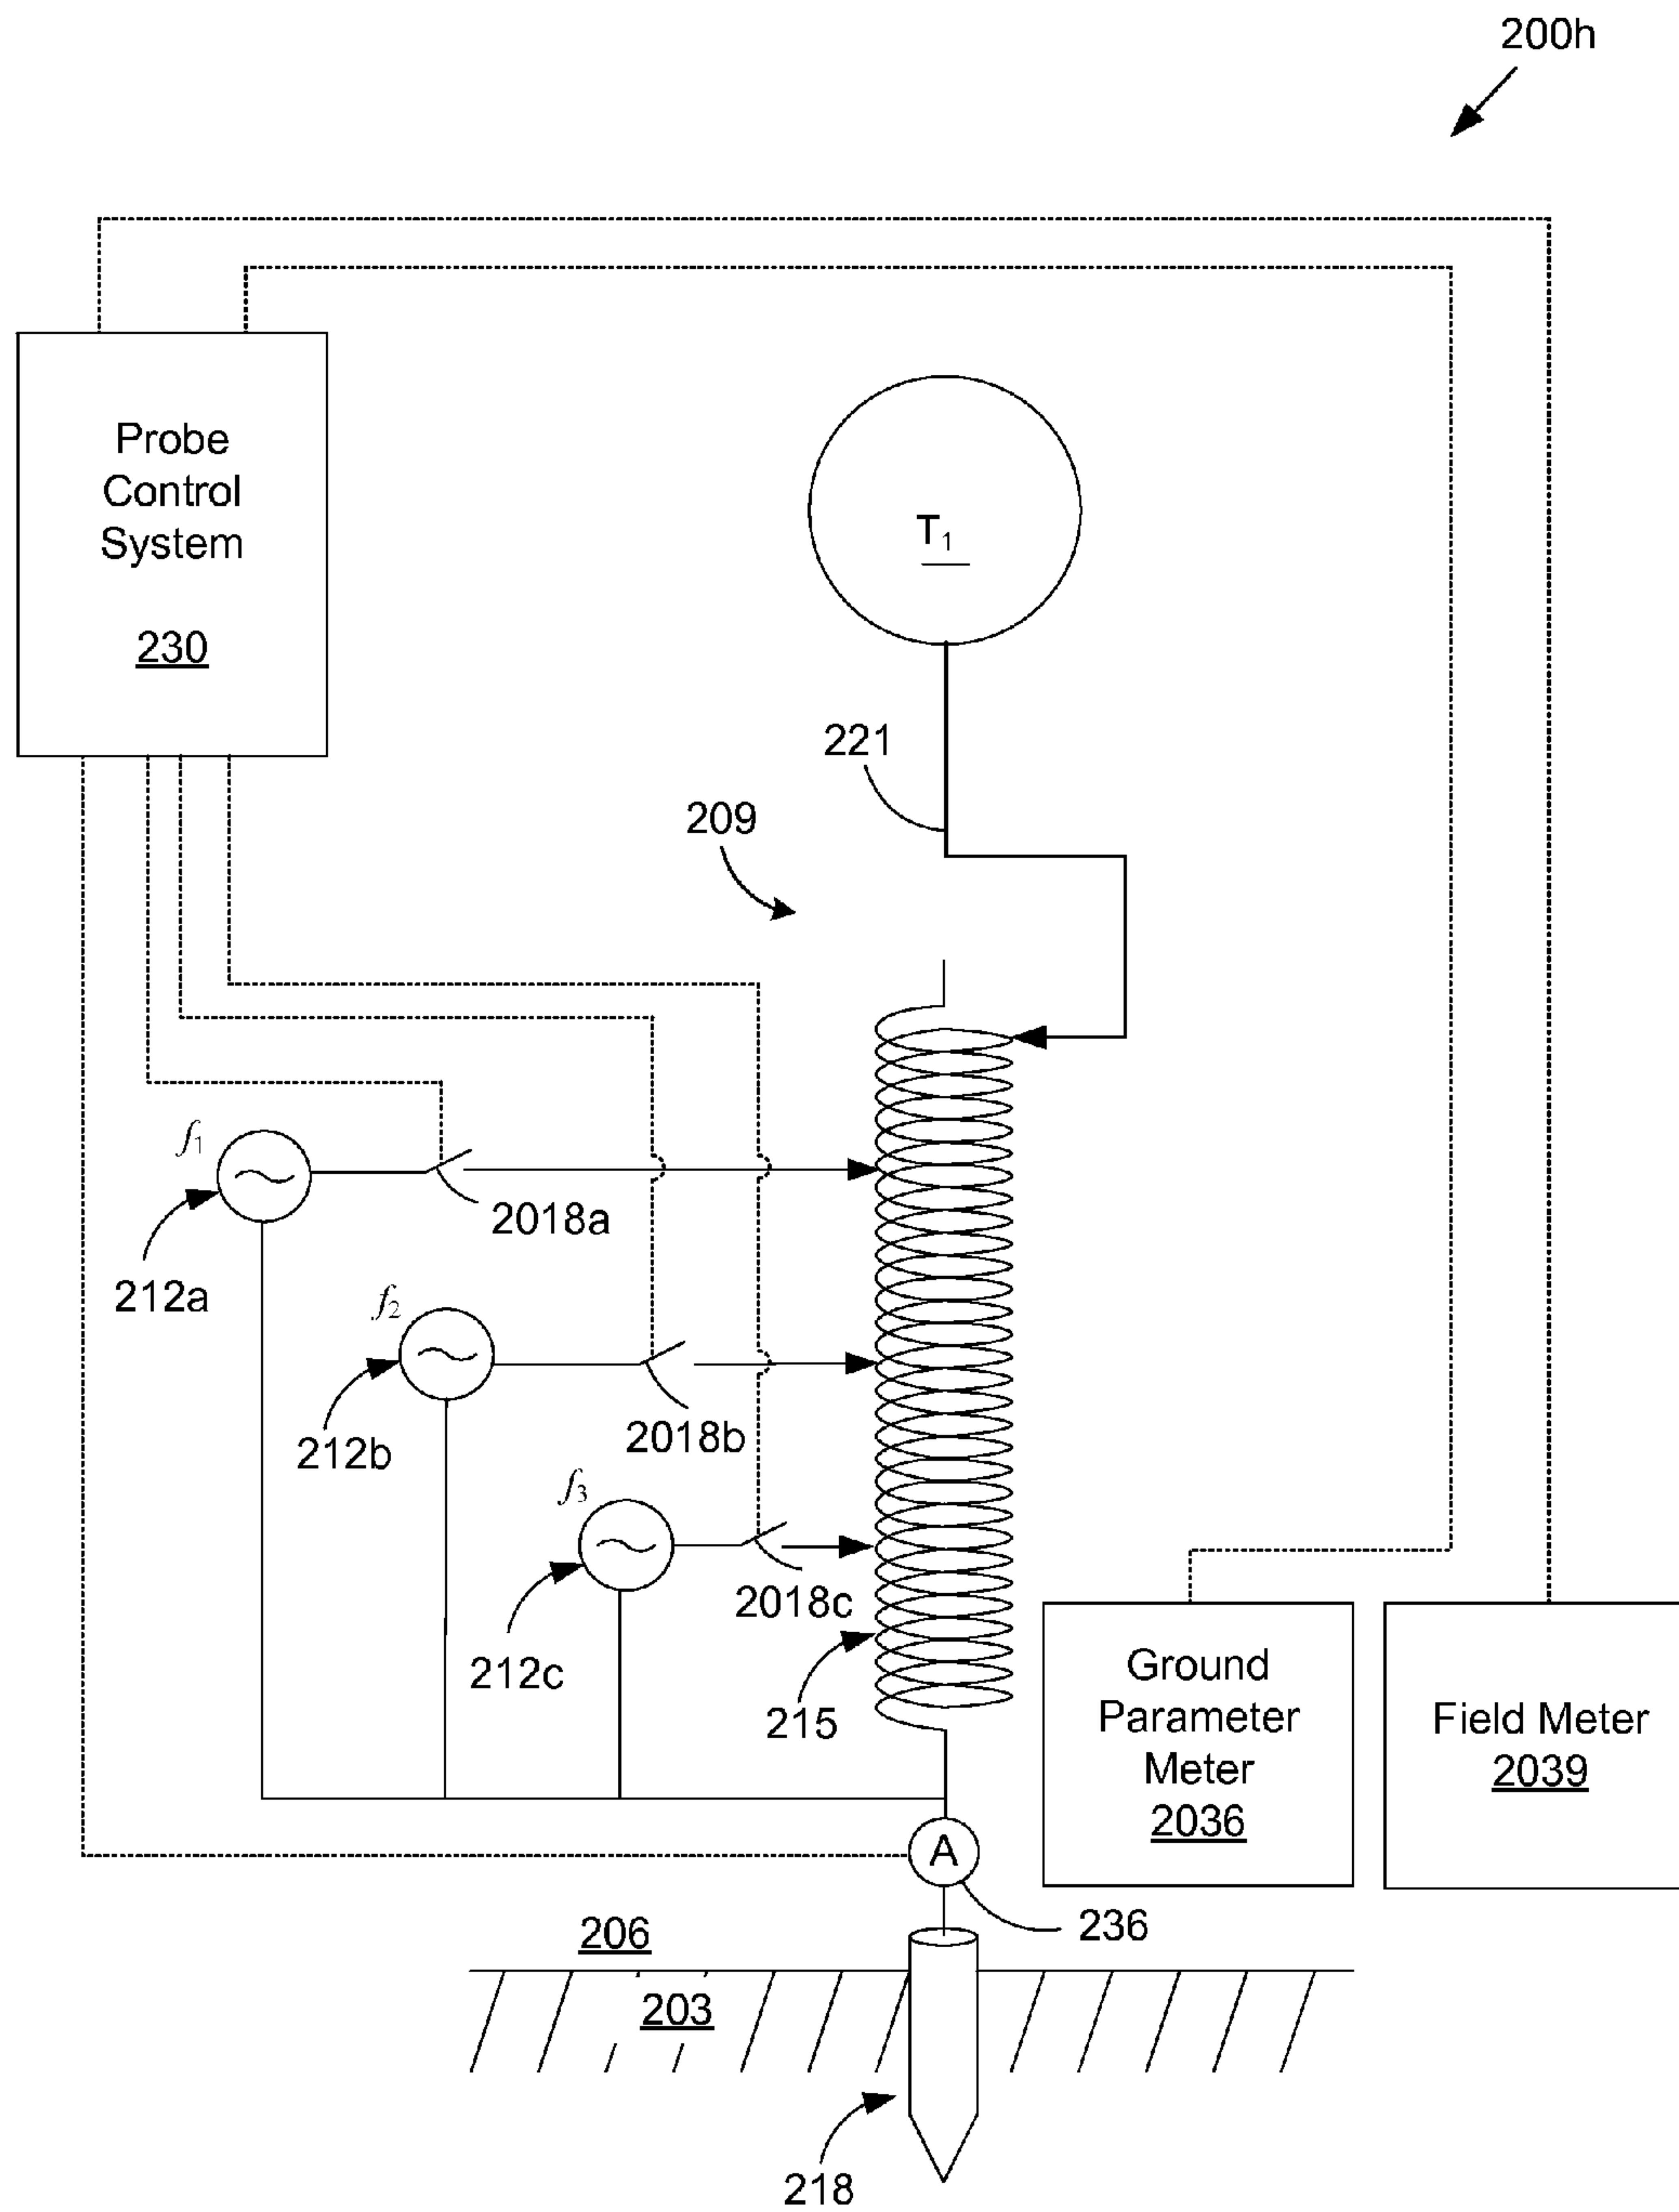 200h
Probe
Control
System
230
T1
221
209
f1
2018a
212a
f2
2018b
212b
f3
2018c
212c
215
Ground
Parameter
Meter
2036
Field Meter
2039
A
236
206
203
218